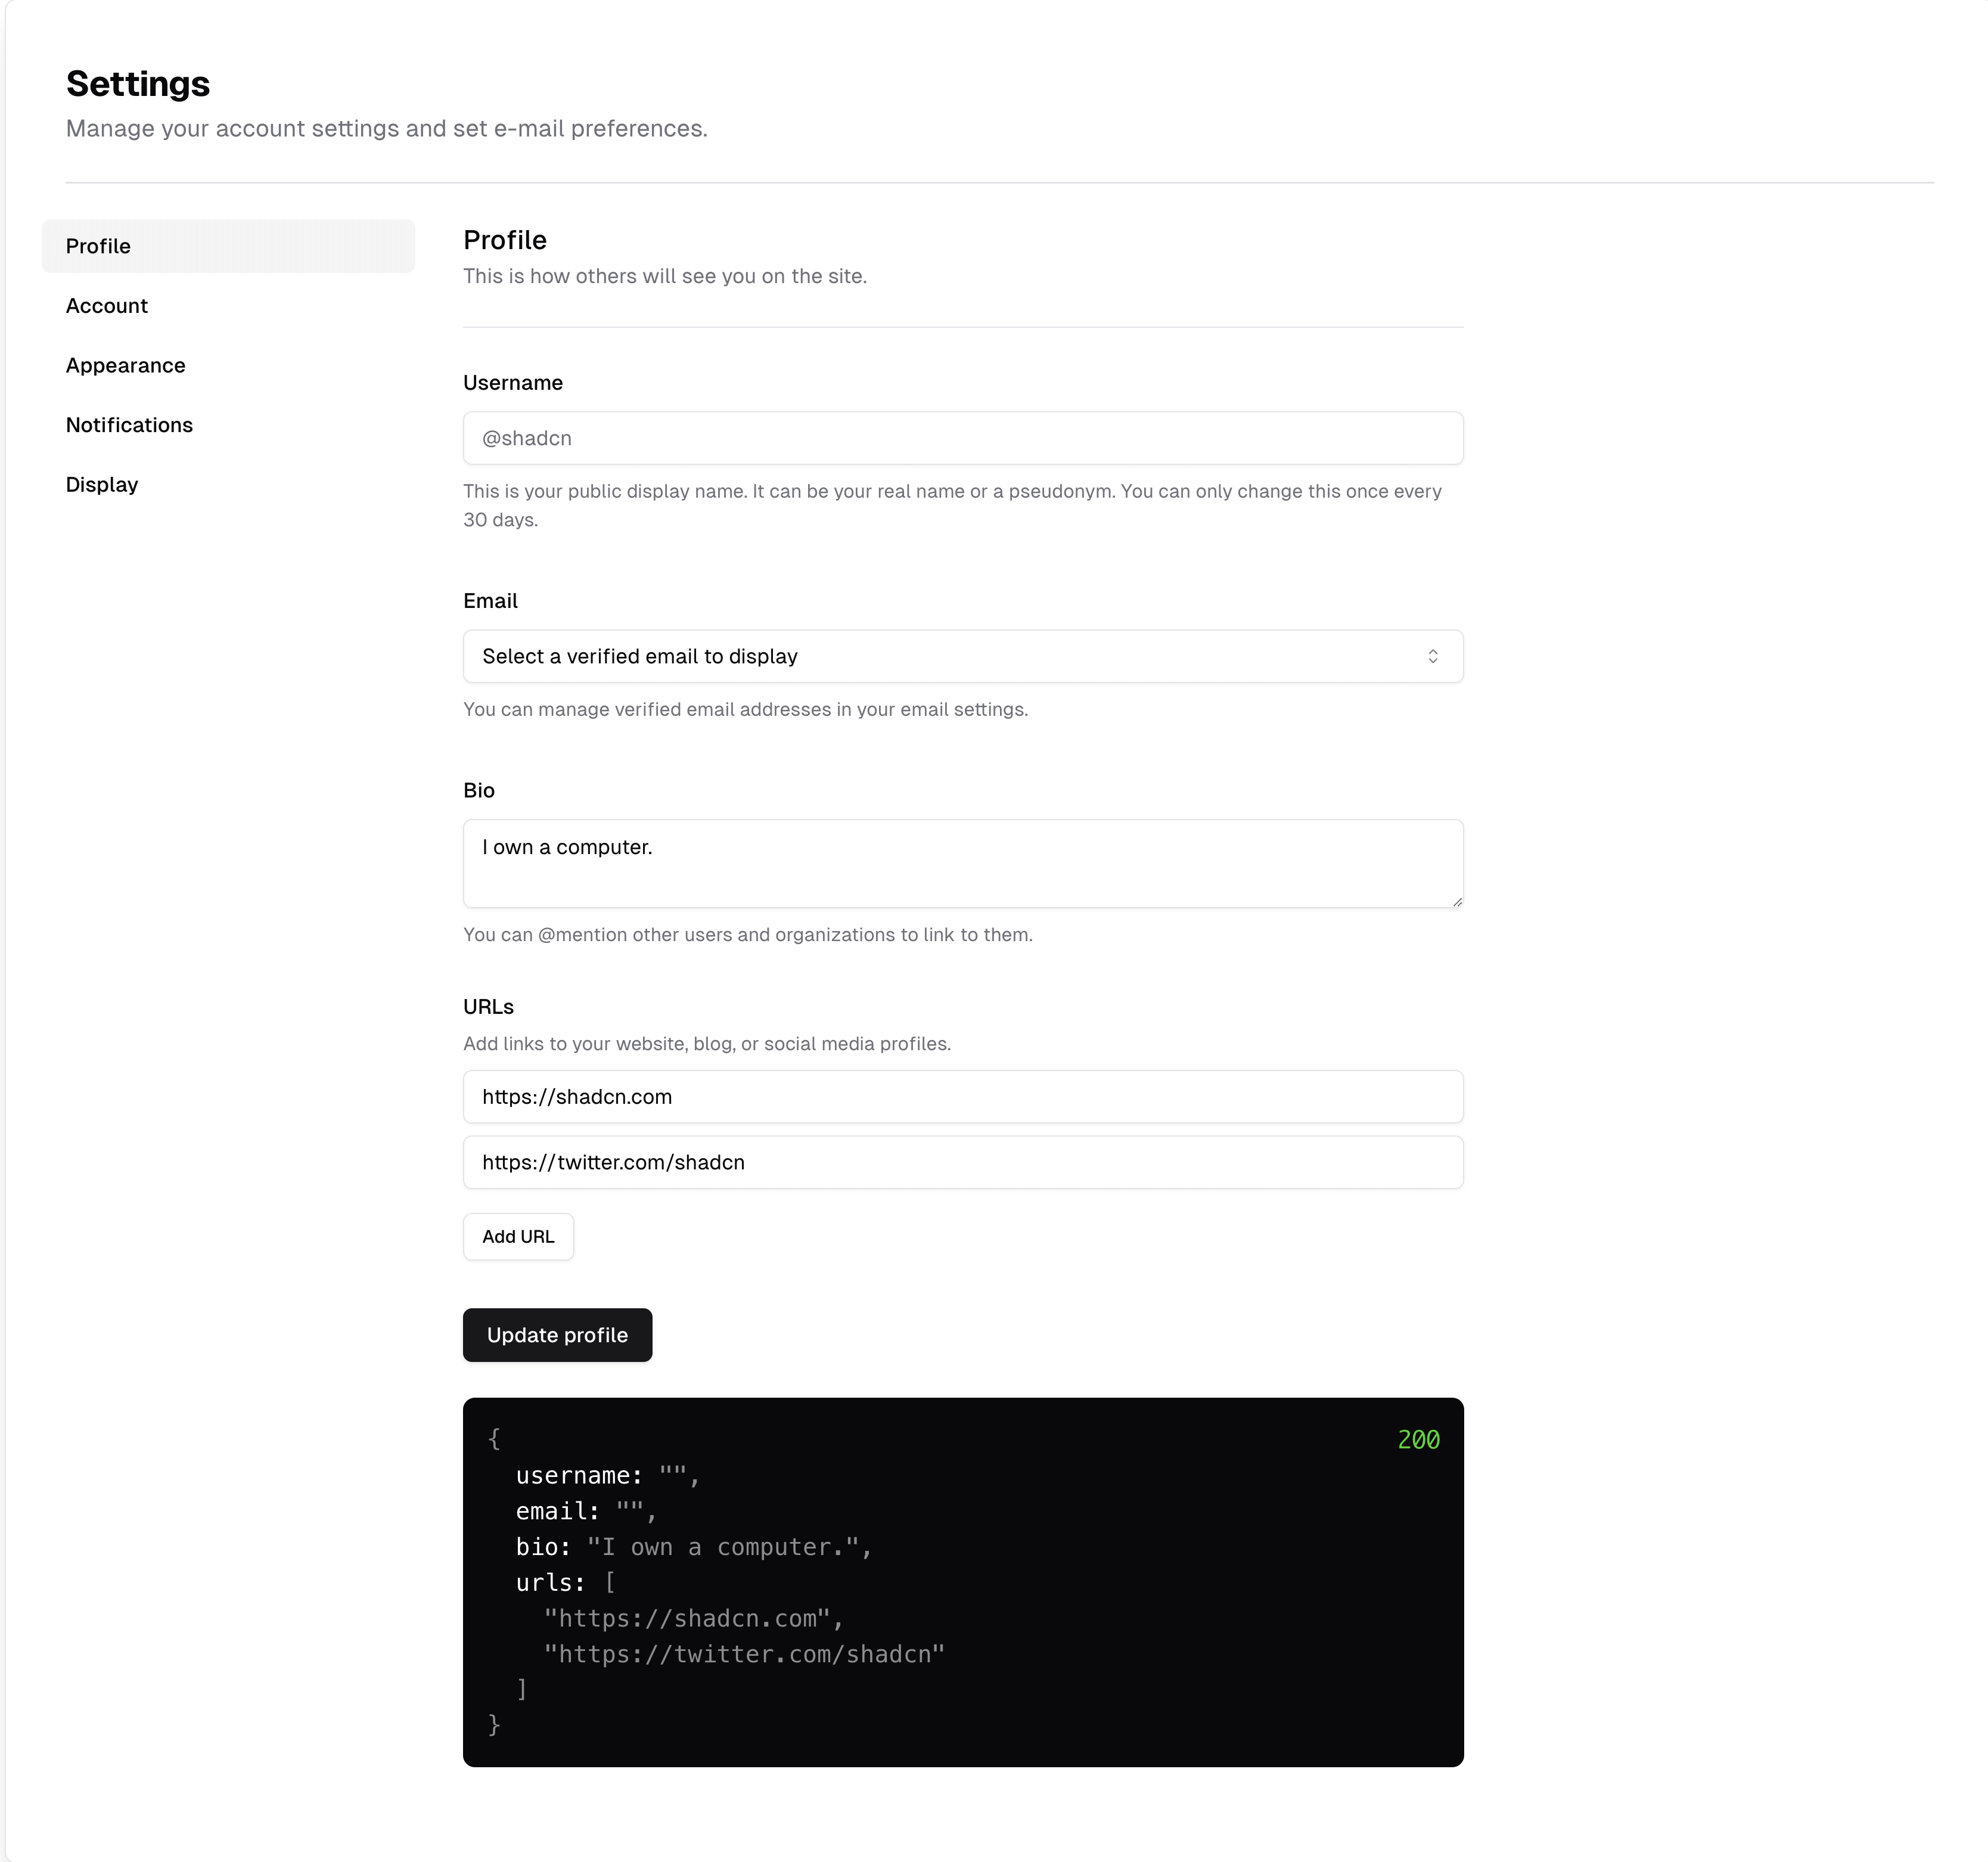 Settings
Manage your account settings and set e-mail preferences.
Profile
Account
Appearance
Notifications
Display
Profile
This is how others will see you on the site.
Username
@shadcn
This is your public display name. It can be your real name or a pseudonym. You can only change this once every
30 days.
Email
Select a verified email to display
You can manage verified email addresses in your email settings.
Bio
I own a computer.
You can @mention other users and organizations to link to them.
URLs
Add links to your website, blog, or social media profiles.
https://shadcn.com
https://twitter.com/shadcn
Add URL
Update profile
{ 200
username: "",
email: "",
bio: "I own a computer.",
urls: [
"https://shadcn.com",
"https://twitter.com/shadcn"
]
}